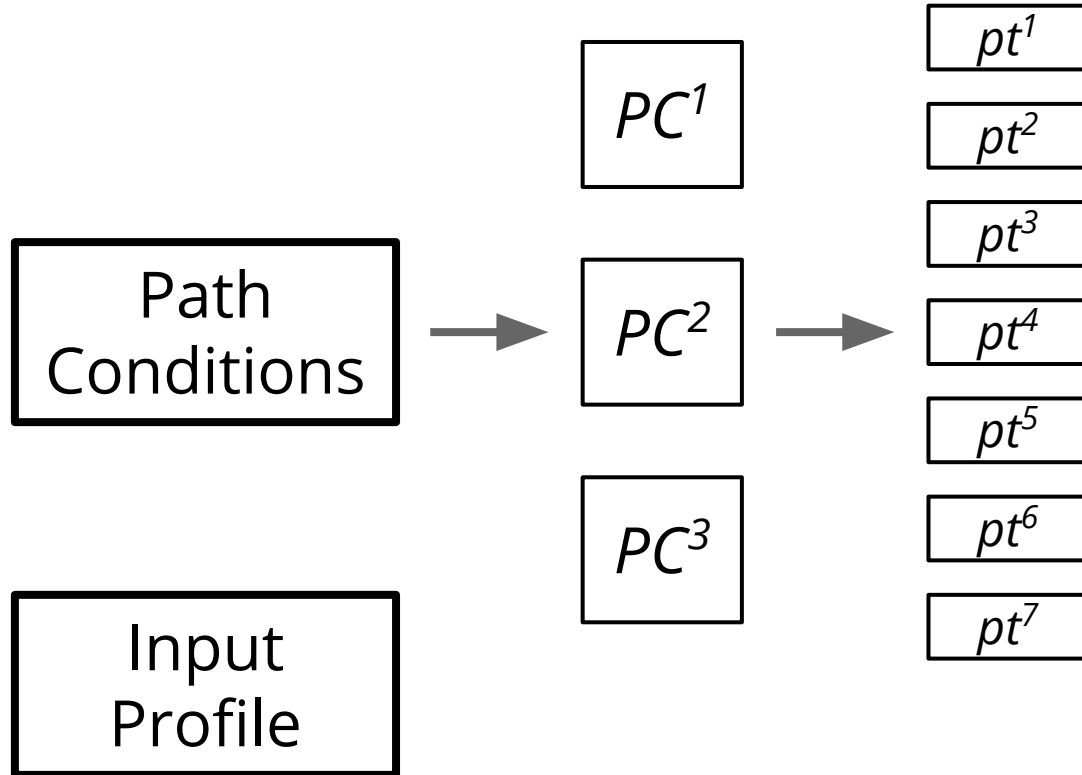 Path
Conditions
Input
Profile
PC¹
PC²
PC³
pt¹
pt²
pt³
pt⁴
pt⁵
pt⁶
pt⁷